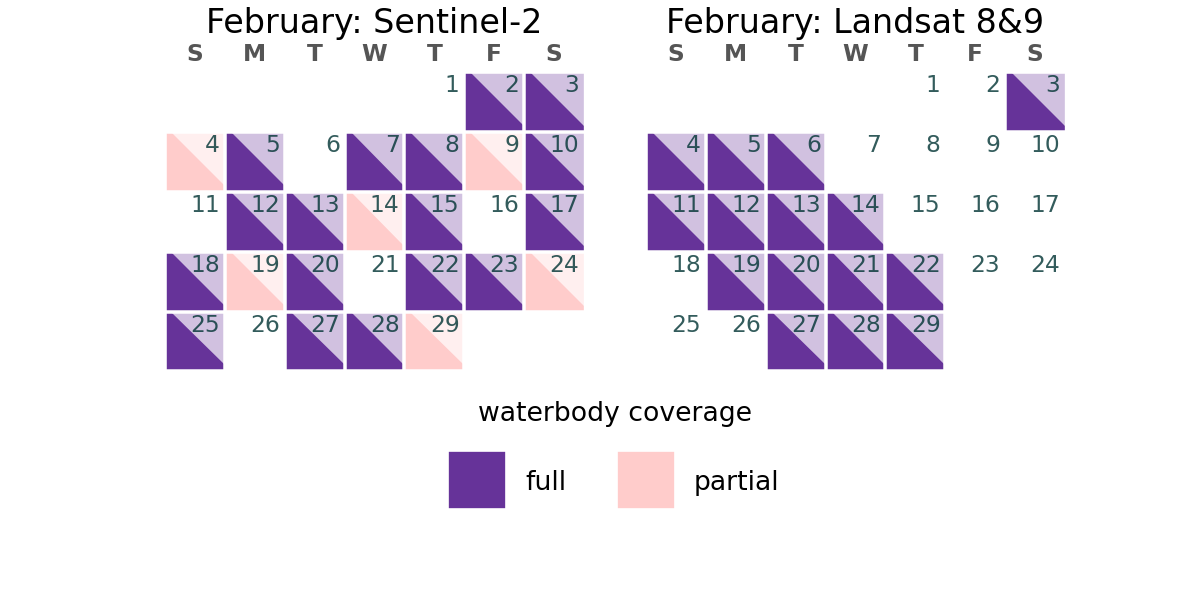 February: Sentinel-2
S M T W T F S
1 2 3
4 5 6 7 8 9 10
11 12 13 14 15 16 17
18 19 20 21 22 23 24
25 26 27 28 29
February: Landsat 8&9
S M T W T F S
1 2 3
4 5 6 7 8 9 10
11 12 13 14 15 16 17
18 19 20 21 22 23 24
25 26 27 28 29
waterbody coverage
full partial